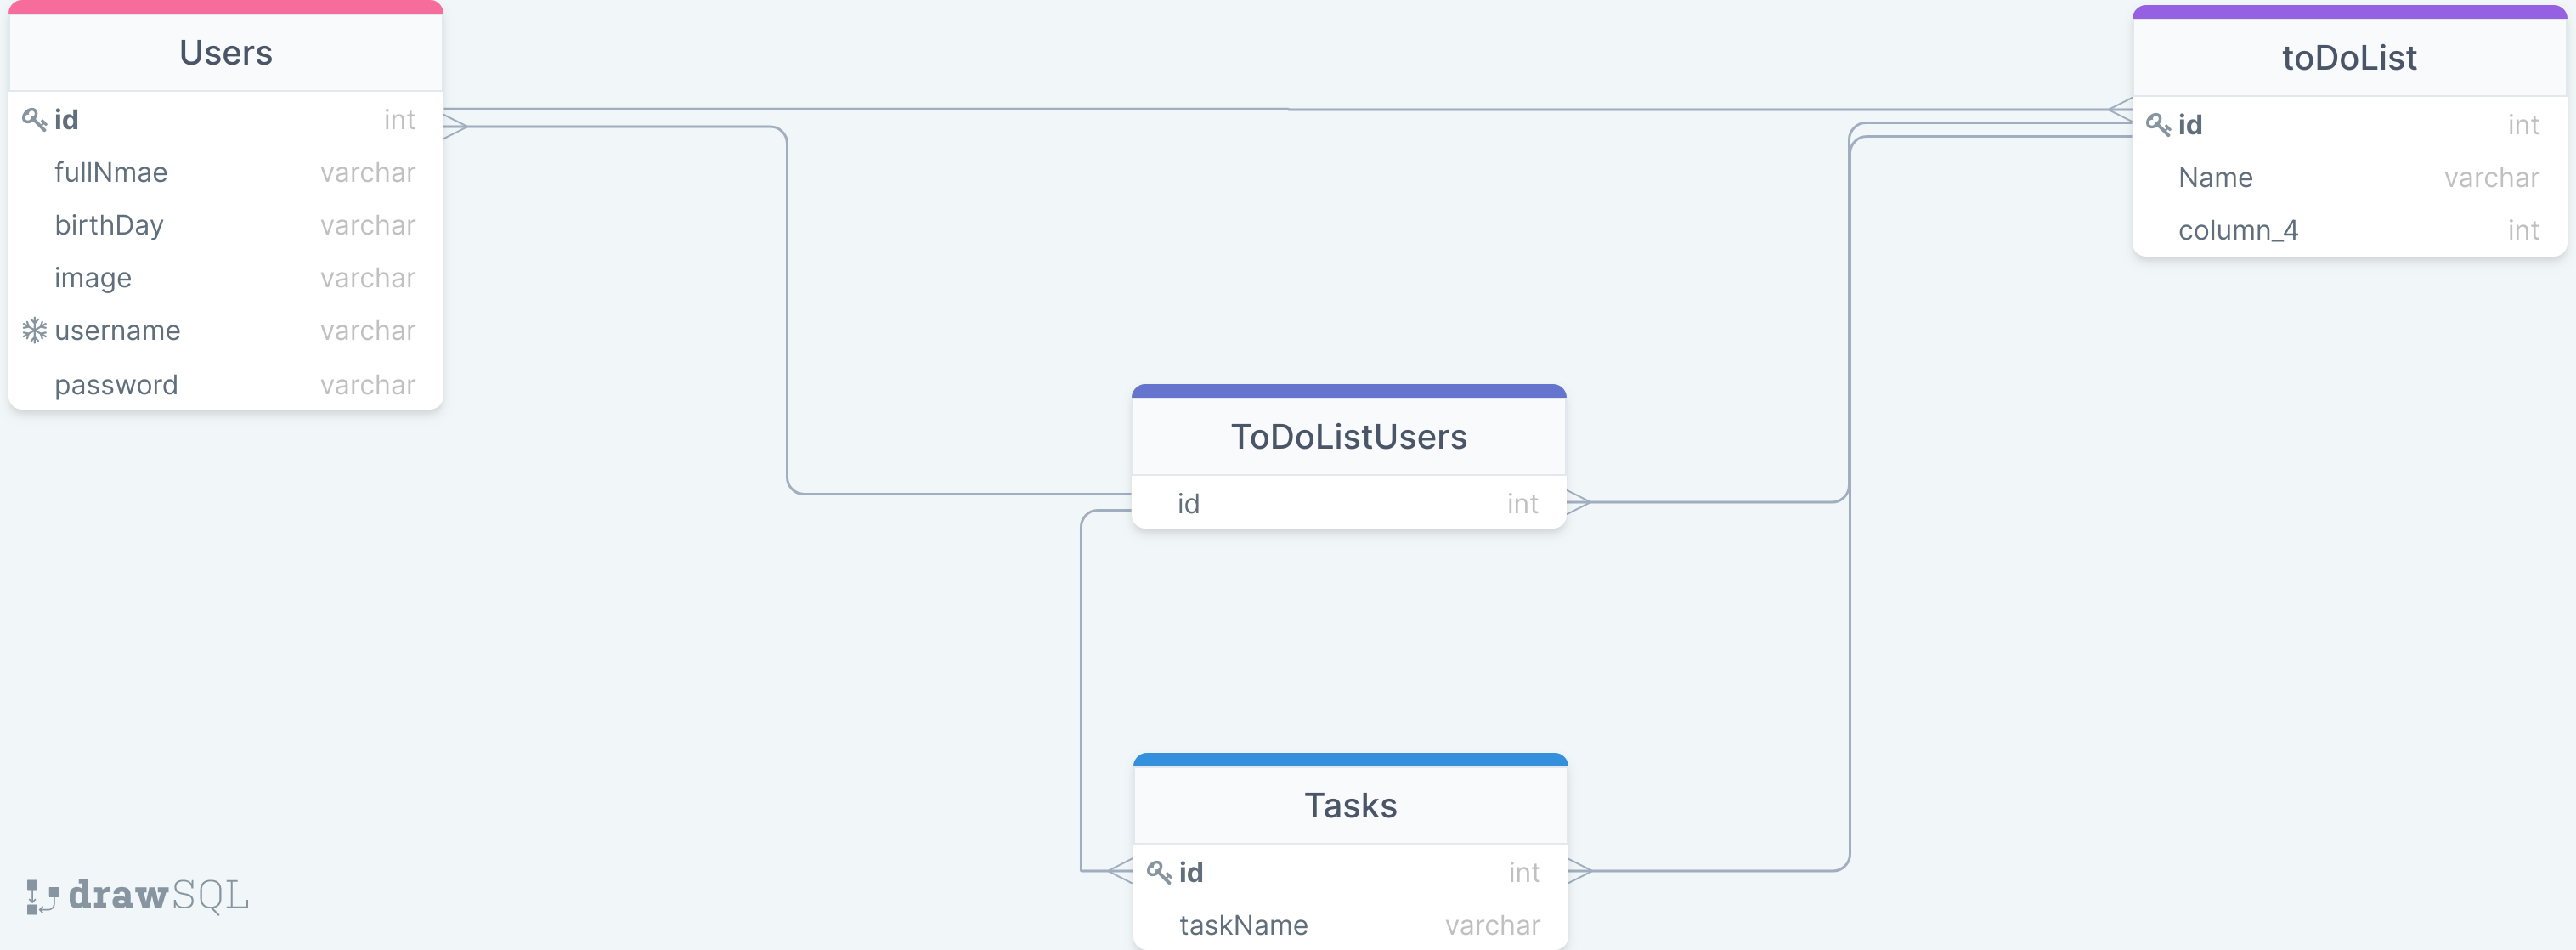 Users
id int
fullNmae varchar
birthDay varchar
image varchar
username varchar
password varchar
toDoList
id int
Name varchar
column_4 int
ToDoListUsers
id int
Tasks
id int
taskName varchar
drawSQL